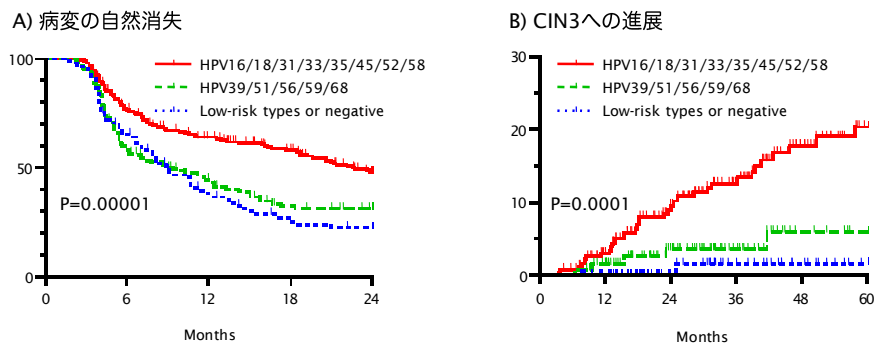 A) 病変の自然消失
100
50
0
HPV16/18/31/33/35/45/52/58
HPV39/51/56/59/68
Low-risk types or negative
P=0.00001
0 6 12 18 24
Months
B) CIN3への進展
30
20
10
0
HPV16/18/31/33/35/45/52/58
HPV39/51/56/59/68
Low-risk types or negative
P=0.0001
0 12 24 36 48 60
Months